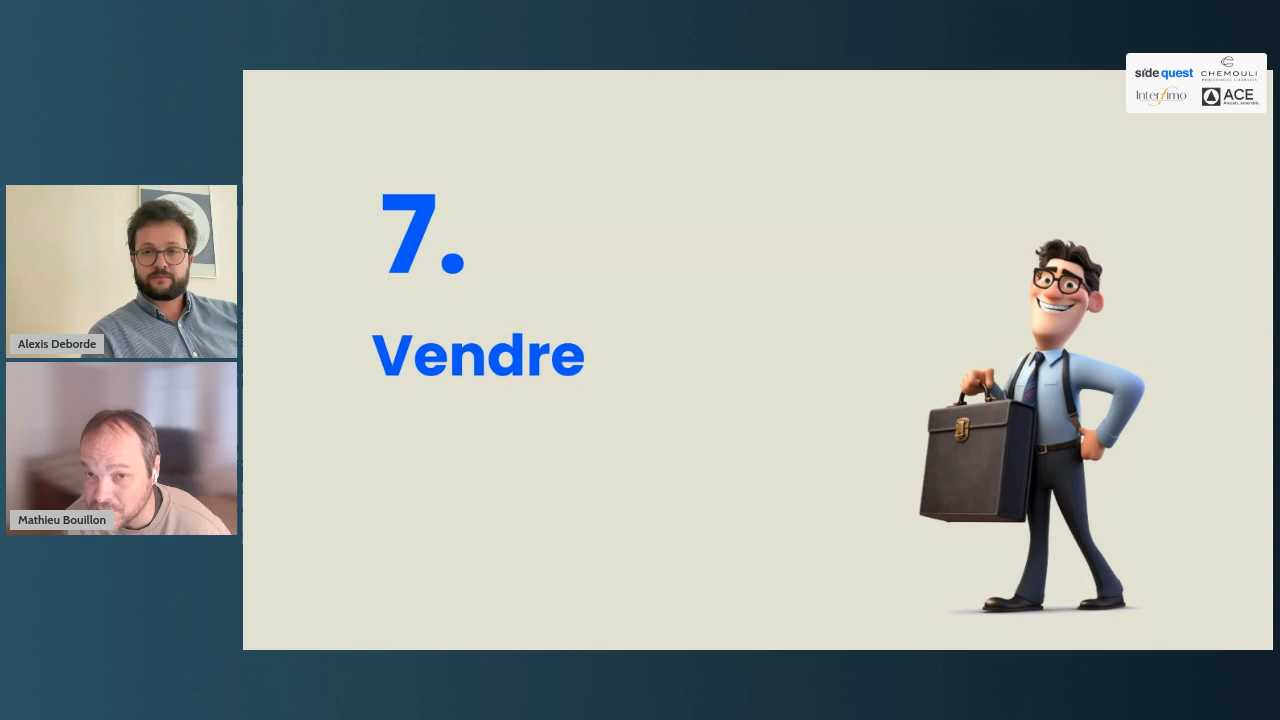 side quest
CHEMOULI
Interfimo
ACE
7.
Vendre
Alexis Deborde
Mathieu Bouillon